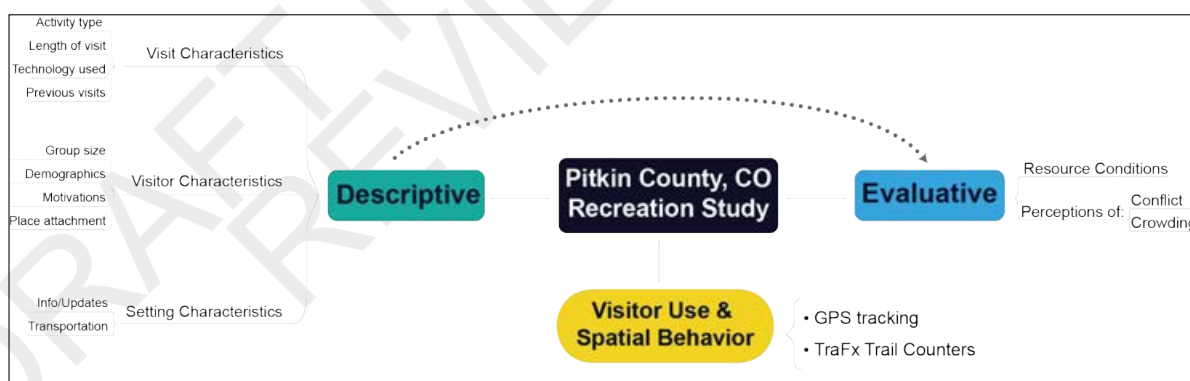 Activity type
Length of visit
Technology used
Previous visits
Visit Characteristics
Group size
Demographics
Motivations
Place attachment
Visitor Characteristics
Info/Updates
Transportation
Setting Characteristics
Descriptive
Pitkin County, CO
Recreation Study
Evaluative
Resource Conditions
Perceptions of:
Conflict
Crowding
Visitor Use &
Spatial Behavior
• GPS tracking
• TraFx Trail Counters
DRAFT
REVIE